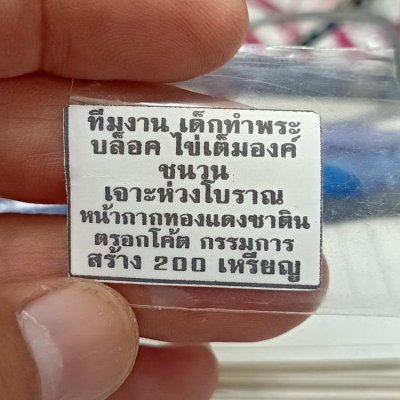 ทีมงาน เด็กทำพระ
บล็อค ไข่เต็มองค์
ชนวน
เจาะห่วงโบราณ
หน้ากากทองแดงซาติน
ตรอกโค้ต กรรมการ
สร้าง 200 เหรียญ